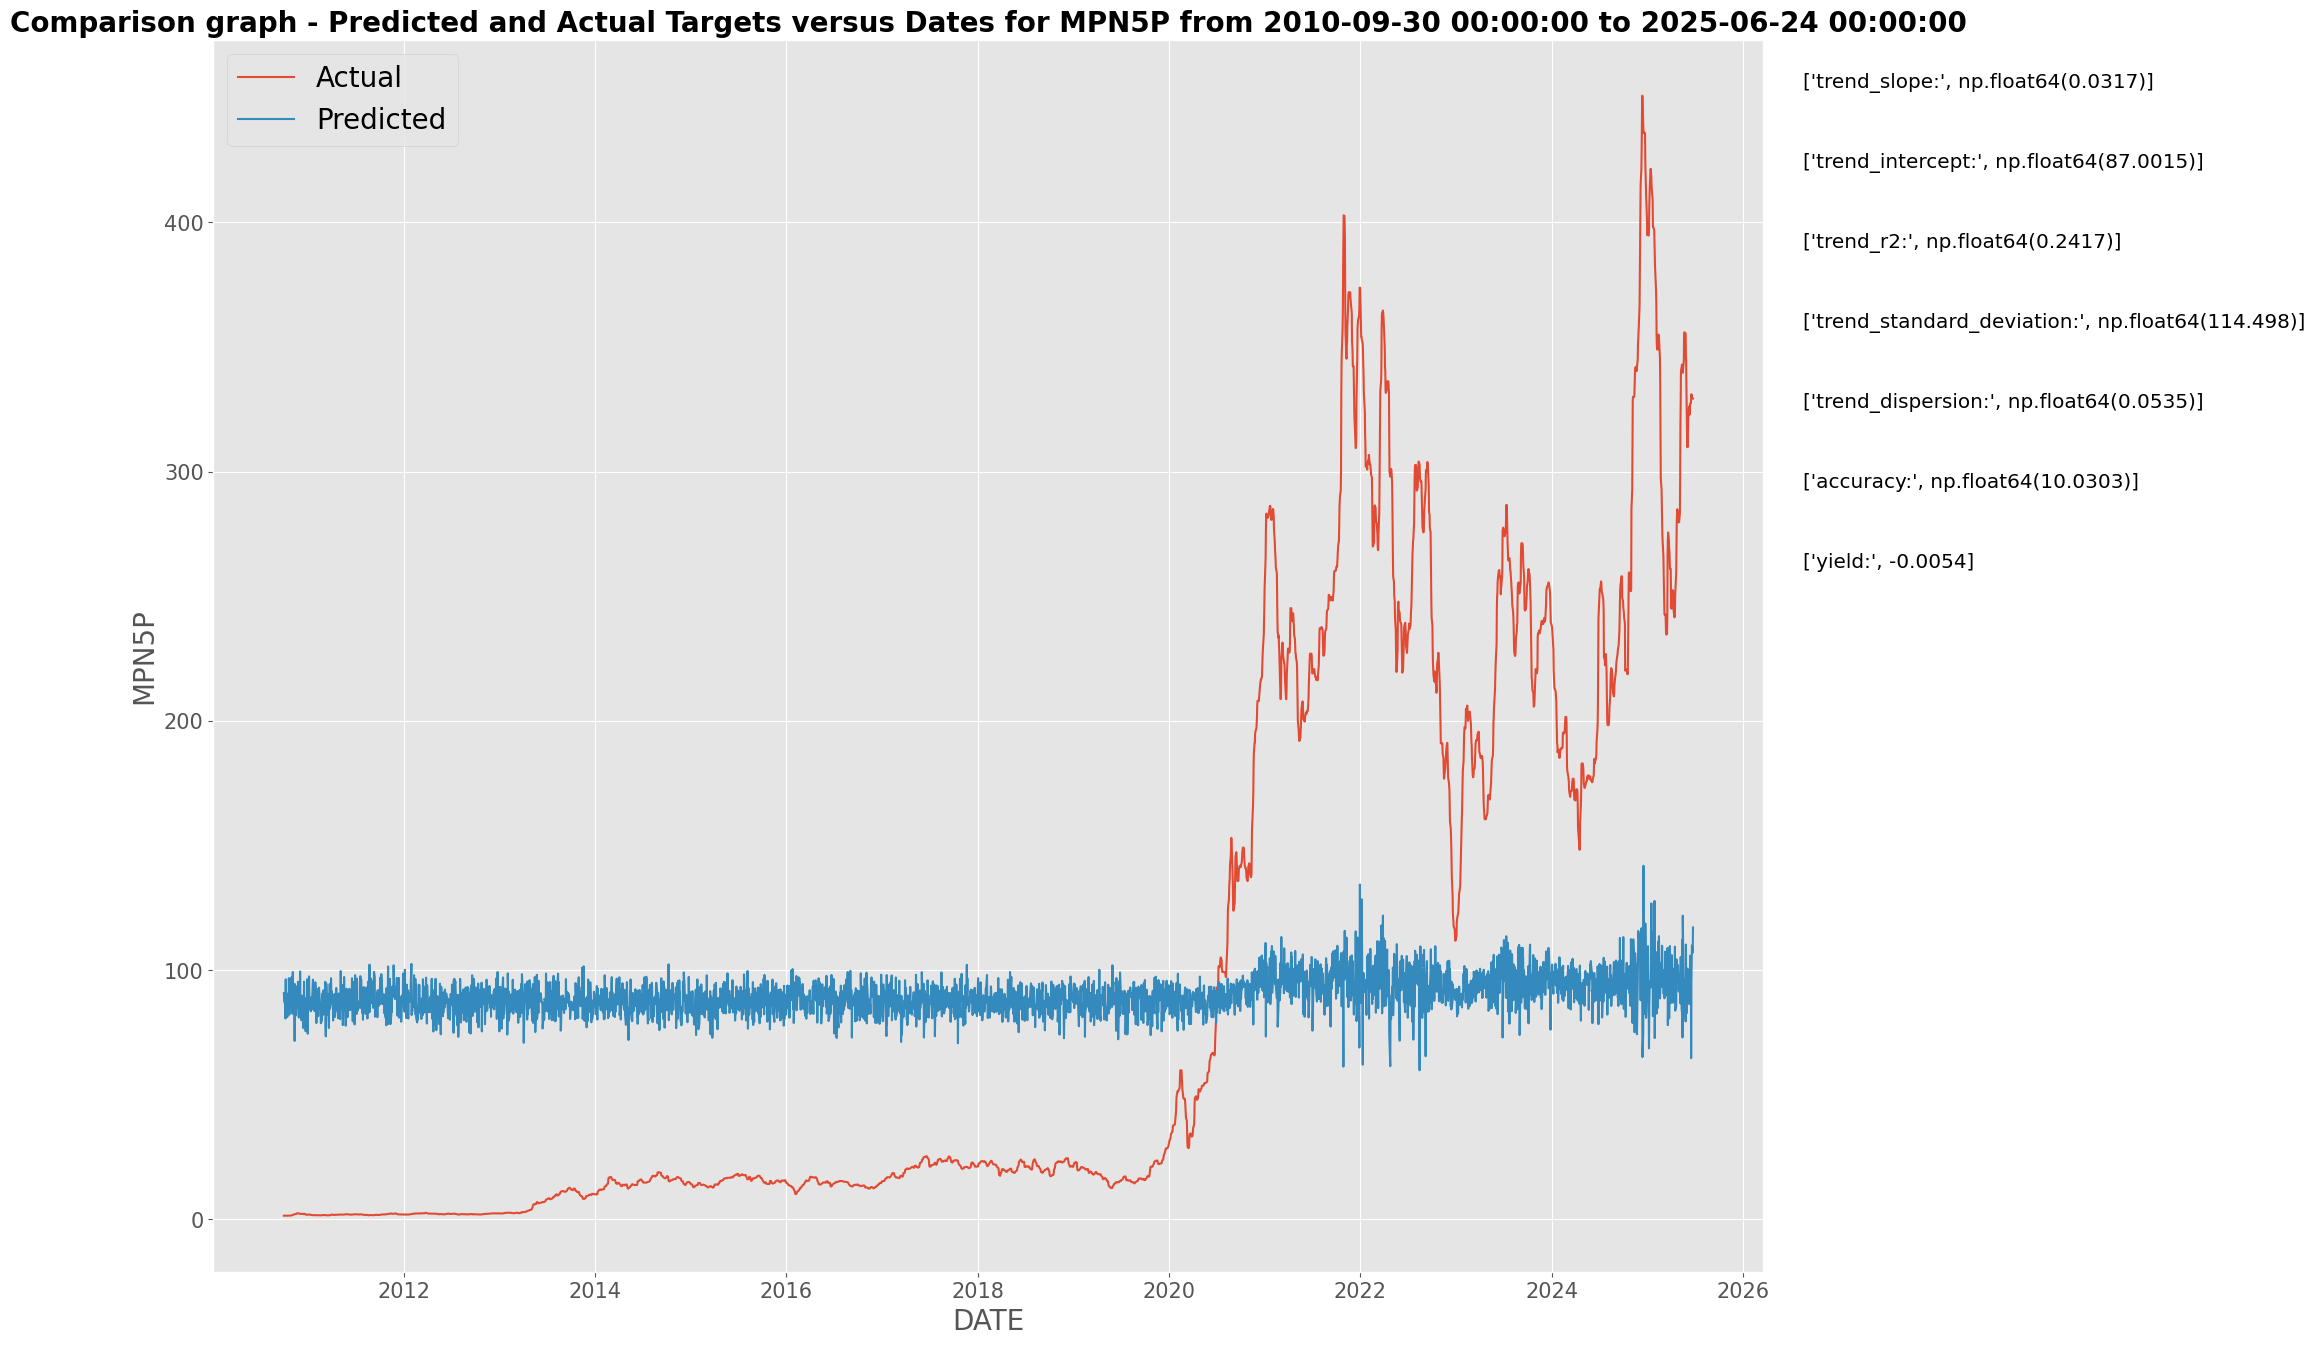 Comparison graph - Predicted and Actual Targets versus Dates for MPN5P from 2010-09-30 00:00:00 to 2025-06-24 00:00:00
Actual
Predicted
['trend_slope:', np.float64(0.0317)]
['trend_intercept:', np.float64(87.0015)]
['trend_r2:', np.float64(0.2417)]
['trend_standard_deviation:', np.float64(114.498)]
['trend_dispersion:', np.float64(0.0535)]
['accuracy:', np.float64(10.0303)]
['yield:', -0.0054]
MPN5P
400
300
200
100
0
2012
2014
2016
2018
2020
2022
2024
2026
DATE